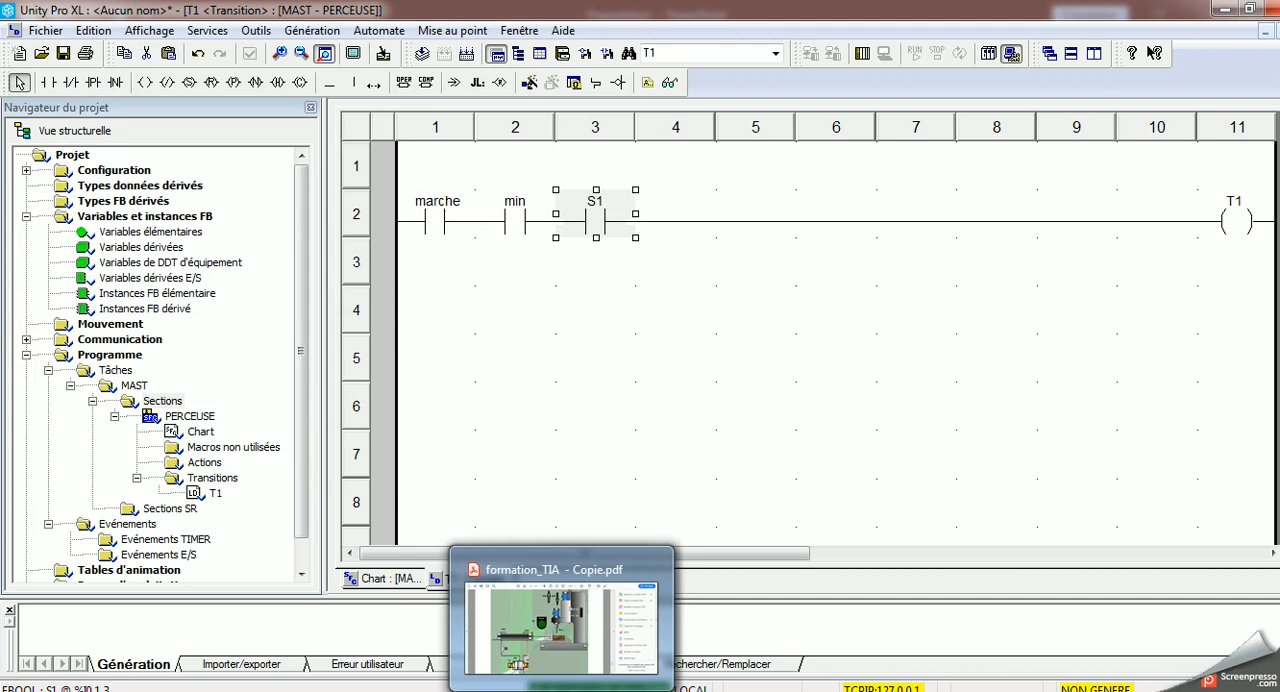 Unity Pro XL : <Aucun nom>* - [T1 <Transition> : [MAST - PERCEUSE]]
Fichier Edition Affichage Services Outils Génération Automate Mise au point Fenêtre Aide
T1
RUN STOP
OPER COMP
Navigateur du projet
Vue structurelle
Projet
Configuration
Types données dérivés
Types FB dérivés
Variables et instances FB
Variables élémentaires
Variables dérivées
Variables de DDT d'équipement
Variables dérivées E/S
Instances FB élémentaire
Instances FB dérivé
Mouvement
Communication
Programme
Tâches
MAST
Sections
PERCEUSE
Chart
Macros non utilisées
Actions
Transitions
T1
Sections SR
Evénements
Evénements TIMER
Evénements E/S
Tables d'animation
1 2 3 4 5 6 7 8 9 10 11
1
2
3
4
5
6
7
8
marche min S1 T1
Chart : [MA...
formation_TIA - Copie.pdf
Génération Importer/exporter
Rechercher/Remplacer
EBOOL : S1 @ %I0.1.3
TCPIP:127.0.0.1 NON GENERE
Screenpresso
.com